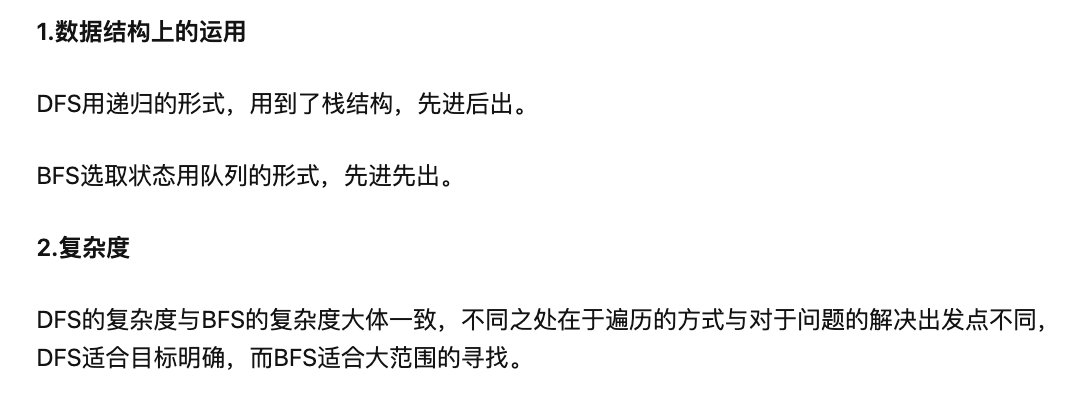 1.数据结构上的运用
DFS用递归的形式，用到了栈结构，先进后出。
BFS选取状态用队列的形式，先进先出。
2.复杂度
DFS的复杂度与BFS的复杂度大体一致，不同之处在于遍历的方式与对于问题的解决出发点不同，
DFS适合目标明确，而BFS适合大范围的寻找。